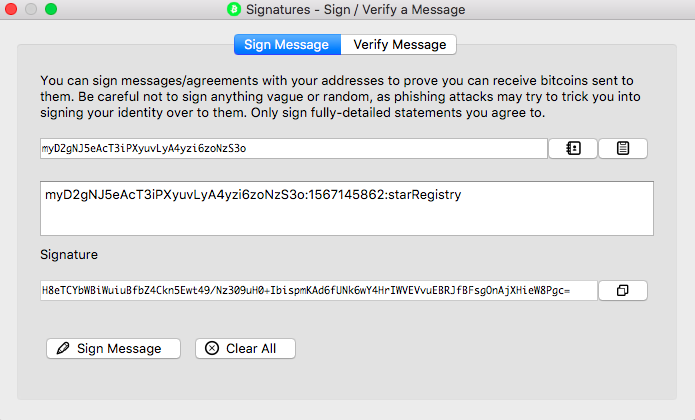 Signatures - Sign / Verify a Message
Sign Message Verify Message
You can sign messages/agreements with your addresses to prove you can receive bitcoins sent to
them. Be careful not to sign anything vague or random, as phishing attacks may try to trick you into
signing your identity over to them. Only sign fully-detailed statements you agree to.
myD2gNJ5eAcT3iPXyuvLyA4yzi6zoNzS3o
myD2gNJ5eAcT3iPXyuvLyA4yzi6zoNzS3o:1567145862:starRegistry
Signature
H8eTCYbWBiWuiuBfbZ4Ckn5Ewt49/Nz309uH0+IbispmKAd6fUNk6wY4HrIWVEVvuEBRJfBFsgOnAjXHieW8Pgc=
Sign Message Clear All